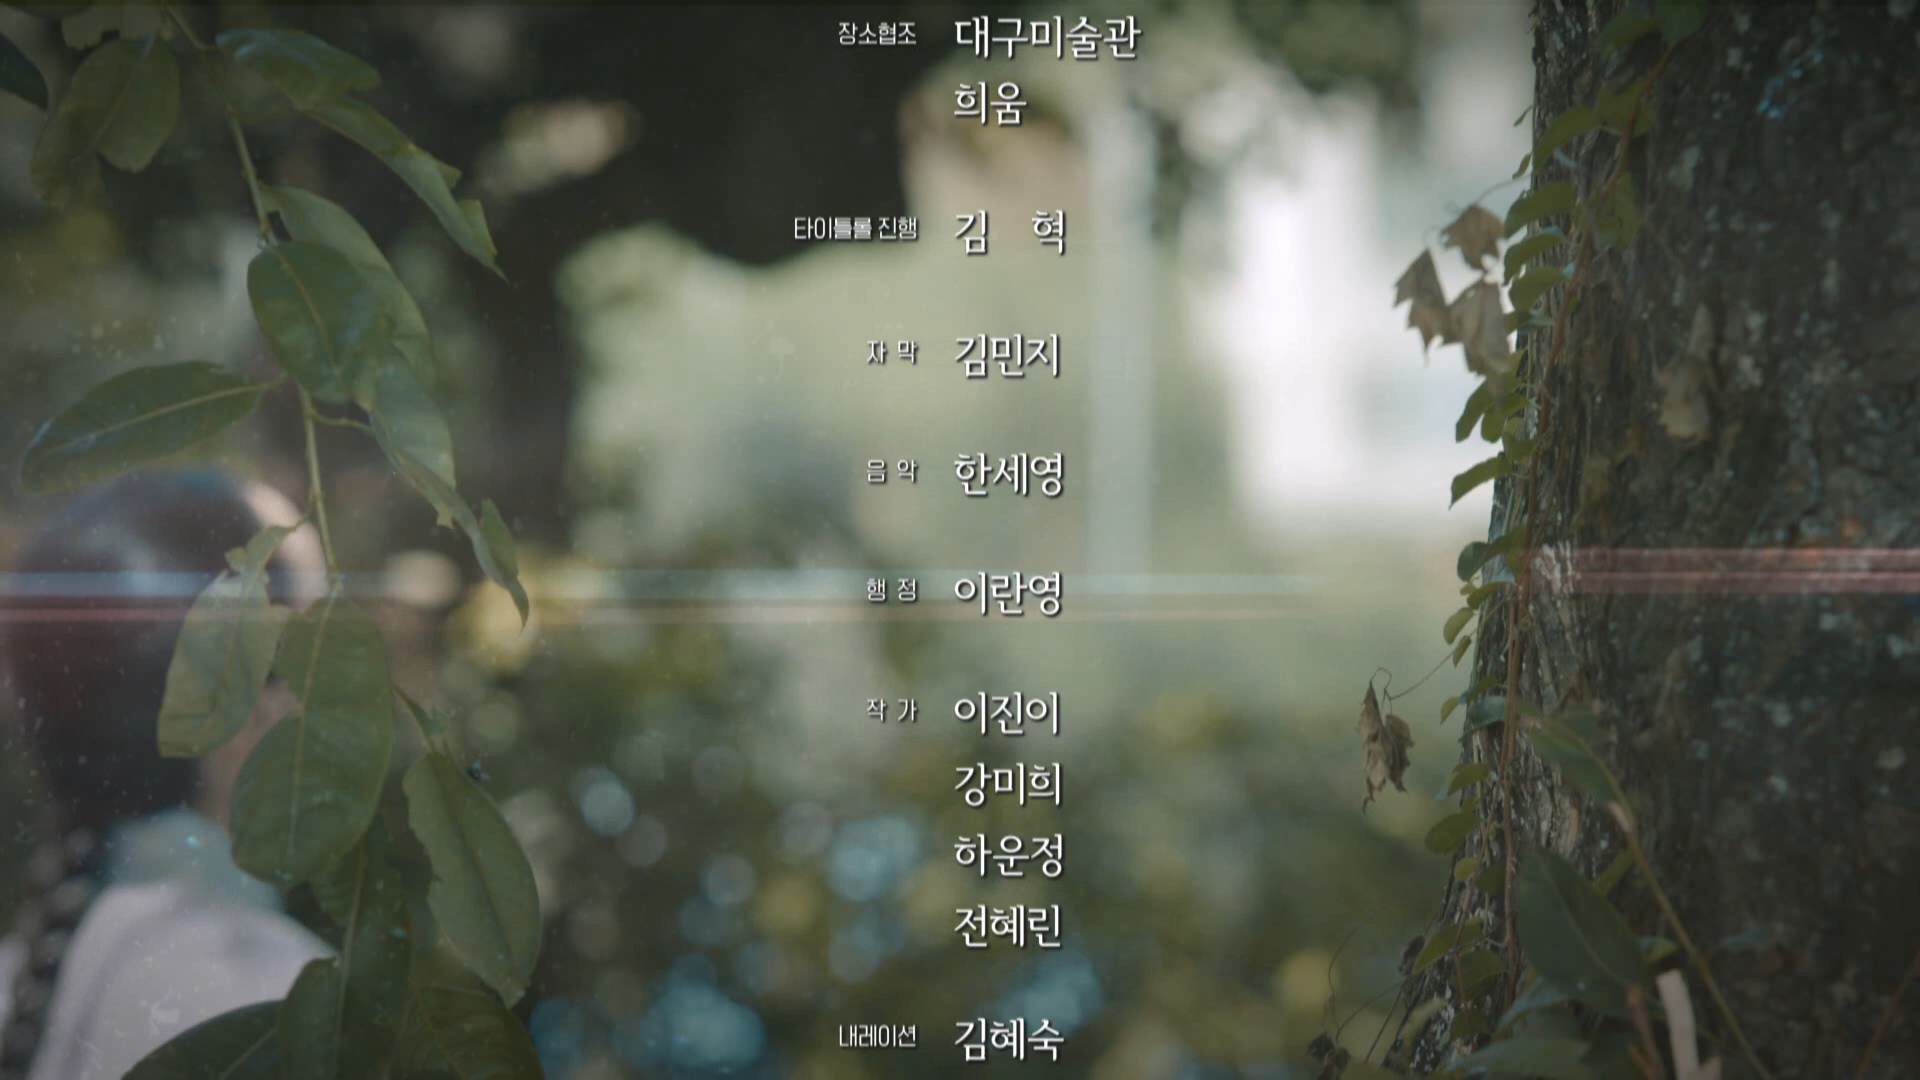 장소협조 대구미술관
희움
타이틀롤 진행 김 혁
자 막 김민지
음 악 한세영
행 정 이란영
작 가 이진이
강미희
하운정
전혜린
내레이션 김혜숙